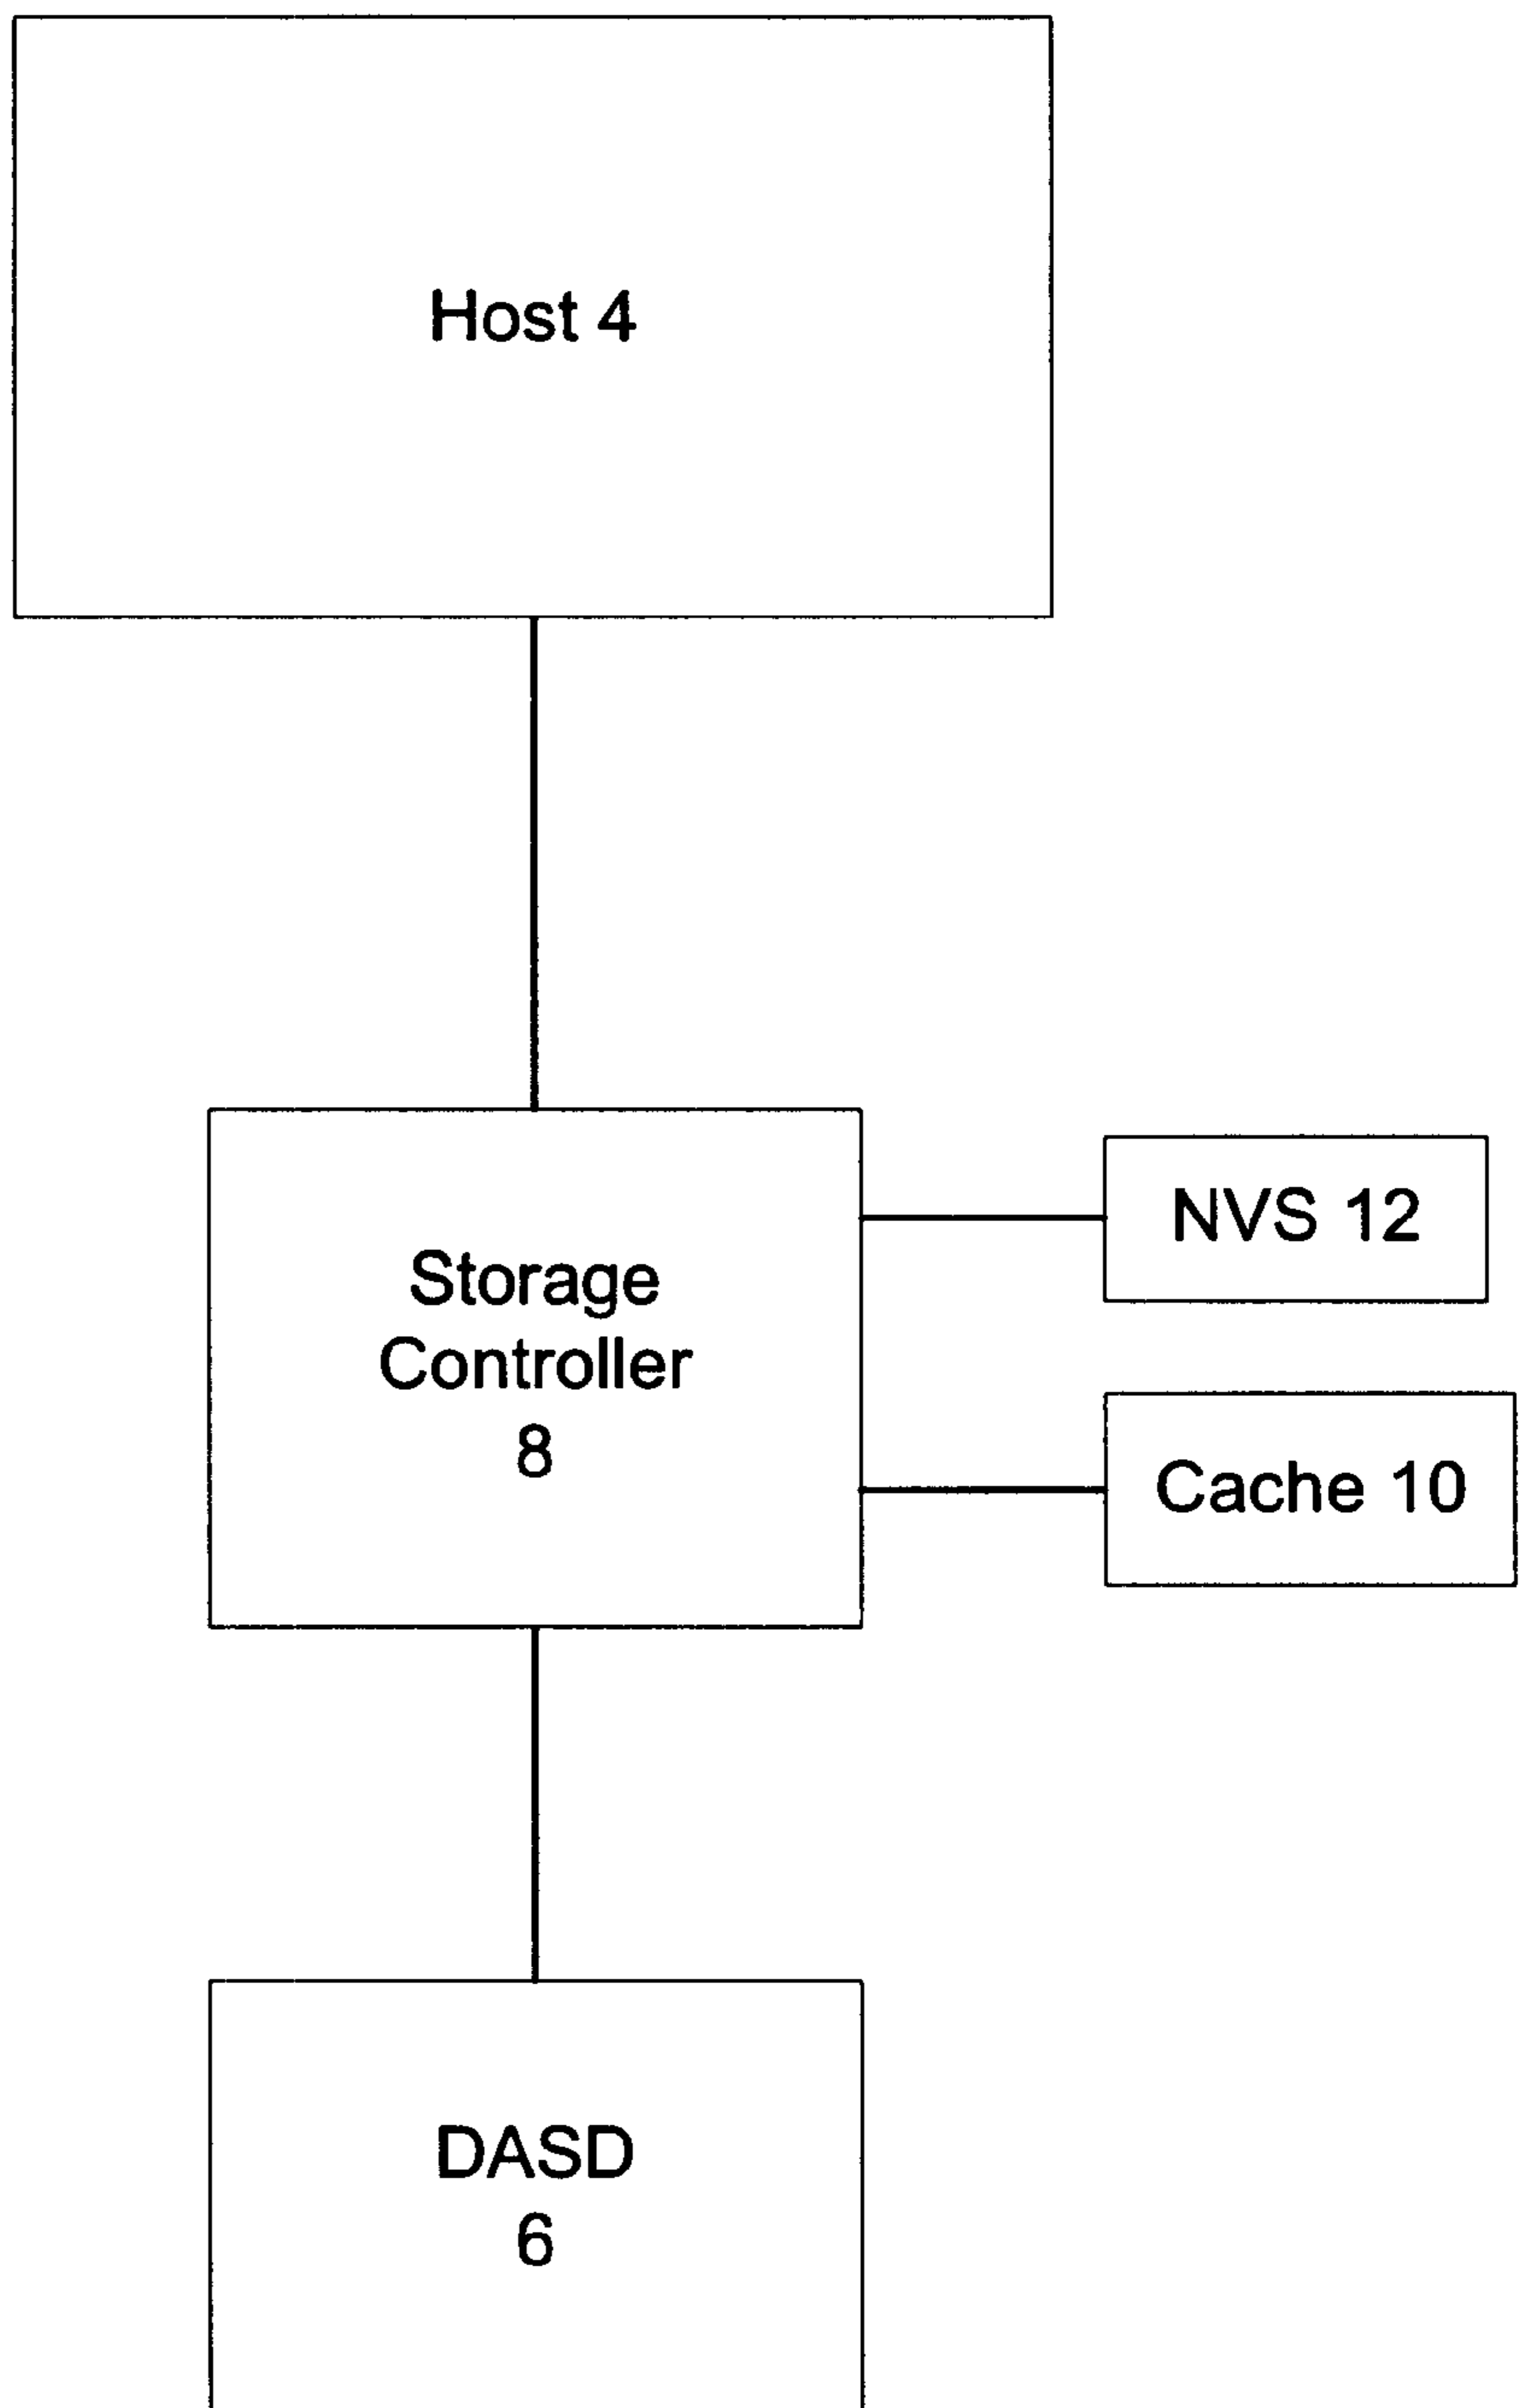 Host 4
Storage
Controller
8
NVS 12
Cache 10
DASD
6